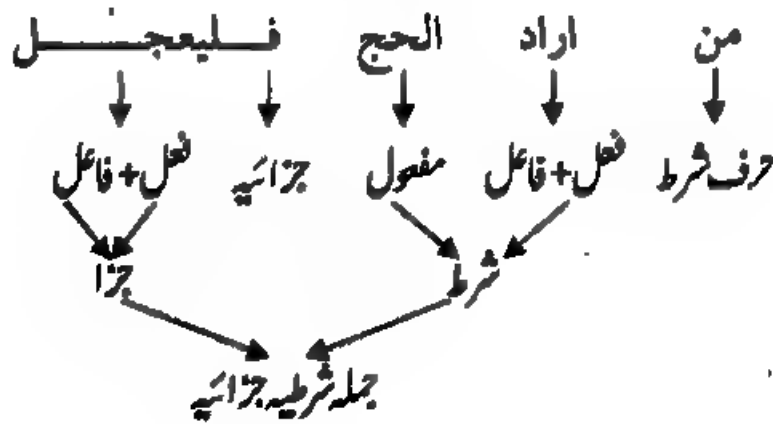 من اراد الحج فلیعجل
حرف شرط فعل+فاعل مفعول جزائیہ فعل+فاعل
شرط جزا
جملہ شرطیہ جزائیہ